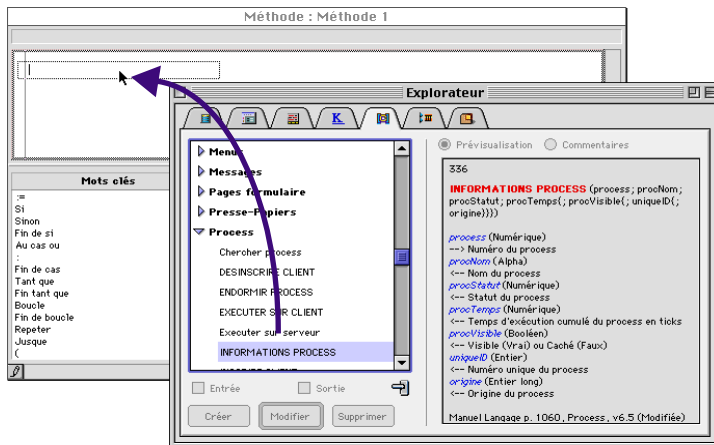 Méthode : Méthode 1
Explorateur
K
Menus
Messages
Pages formulaire
Presse-Papiers
Process
Chercher process
DESINSCRIRE CLIENT
ENDORMIR PROCESS
EXECUTER SUR CLIENT
Executer sur serveur
INFORMATIONS PROCESS
INSCRIRE CLIENT
Entrée
Sortie
Créer
Modifier
Supprimer
Prévisualisation
Commentaires
336
INFORMATIONS PROCESS (process; procNom;
procStatut; procTemps{; procVisible{; uniqueID{;
origine}}})
process (Numérique)
--> Numéro du process
procNom (Alpha)
<-- Nom du process
procStatut (Numérique)
<-- Statut du process
procTemps (Numérique)
<-- Temps d'exécution cumulé du process en ticks
procVisible (Booléen)
<-- Visible (Vrai) ou Caché (Faux)
uniqueID (Entier)
<-- Numéro unique du process
origine (Entier long)
<-- Origine du process
Manuel Langage p. 1060, Process, v6.5 (Modifiée)
Mots clés
:=
Si
Sinon
Fin de si
Au cas ou
:
Fin de cas
Tant que
Fin tant que
Boucle
Fin de boucle
Repeter
Jusque
(